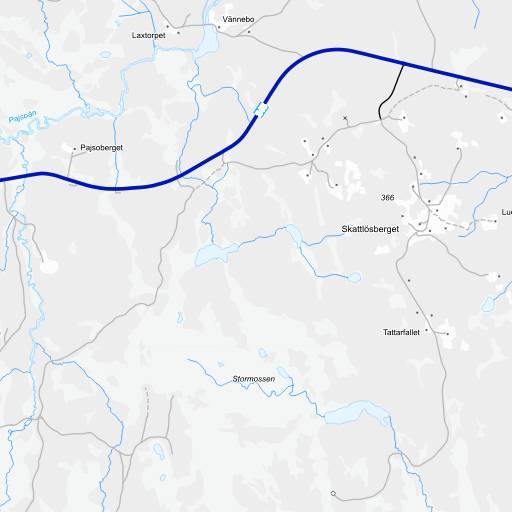 Vännebo
Laxtorpet
Pajsoån
Pajsoberget
366
Skattlösberget
Tattarfallet
Stormossen